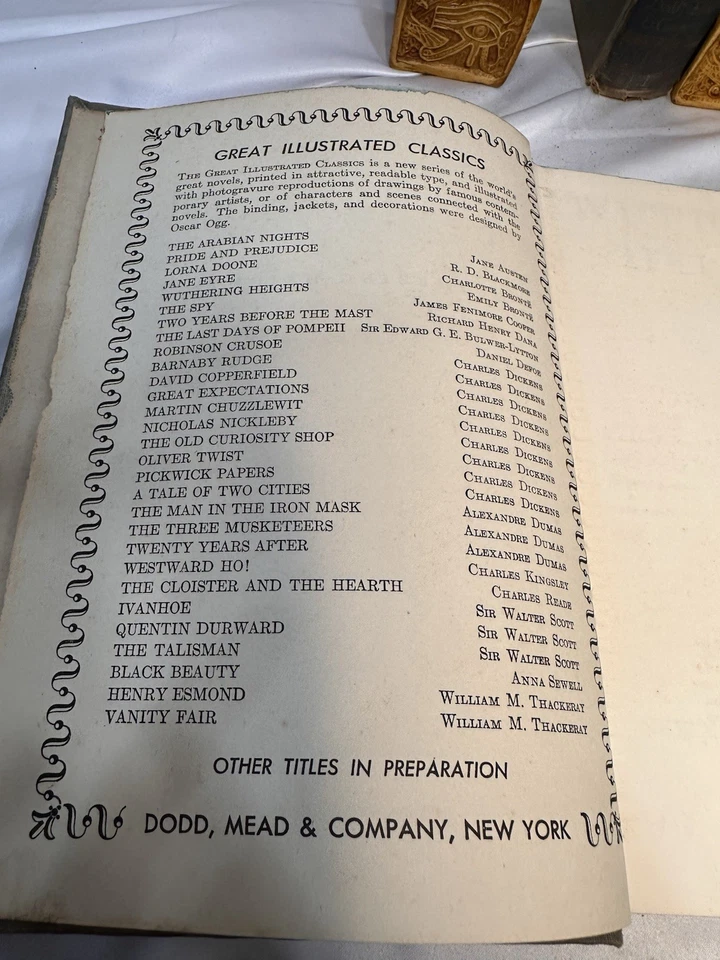 GREAT ILLUSTRATED CLASSICS
THE GREAT ILLUSTRATED CLASSICS is a new series of the world's
great novels, printed in attractive, readable type, and illustrated
with photogravure reproductions of drawings by famous contem-
porary artists, or of characters and scenes connected with the
novels. The binding, jackets, and decorations were designed by
Oscar Ogg.
THE ARABIAN NIGHTS
PRIDE AND PREJUDICE JANE AUSTEN
LORNA DOONE R. D. BLACKMORE
JANE EYRE CHARLOTTE BRONTË
WUTHERING HEIGHTS EMILY BRONTË
THE SPY JAMES FENIMORE COOPER
TWO YEARS BEFORE THE MAST RICHARD HENRY DANA
THE LAST DAYS OF POMPEII SIR EDWARD G. E. BULWER-LYTTON
ROBINSON CRUSOE DANIEL DEFOE
BARNABY RUDGE CHARLES DICKENS
DAVID COPPERFIELD CHARLES DICKENS
GREAT EXPECTATIONS CHARLES DICKENS
MARTIN CHUZZLEWIT CHARLES DICKENS
NICHOLAS NICKLEBY CHARLES DICKENS
THE OLD CURIOSITY SHOP CHARLES DICKENS
OLIVER TWIST CHARLES DICKENS
PICKWICK PAPERS CHARLES DICKENS
A TALE OF TWO CITIES CHARLES DICKENS
THE MAN IN THE IRON MASK ALEXANDRE DUMAS
THE THREE MUSKETEERS ALEXANDRE DUMAS
TWENTY YEARS AFTER ALEXANDRE DUMAS
WESTWARD HO! CHARLES KINGSLEY
THE CLOISTER AND THE HEARTH CHARLES READE
IVANHOE SIR WALTER SCOTT
QUENTIN DURWARD SIR WALTER SCOTT
THE TALISMAN SIR WALTER SCOTT
BLACK BEAUTY ANNA SEWELL
HENRY ESMOND WILLIAM M. THACKERAY
VANITY FAIR WILLIAM M. THACKERAY
OTHER TITLES IN PREPARATION
DODD, MEAD & COMPANY, NEW YORK